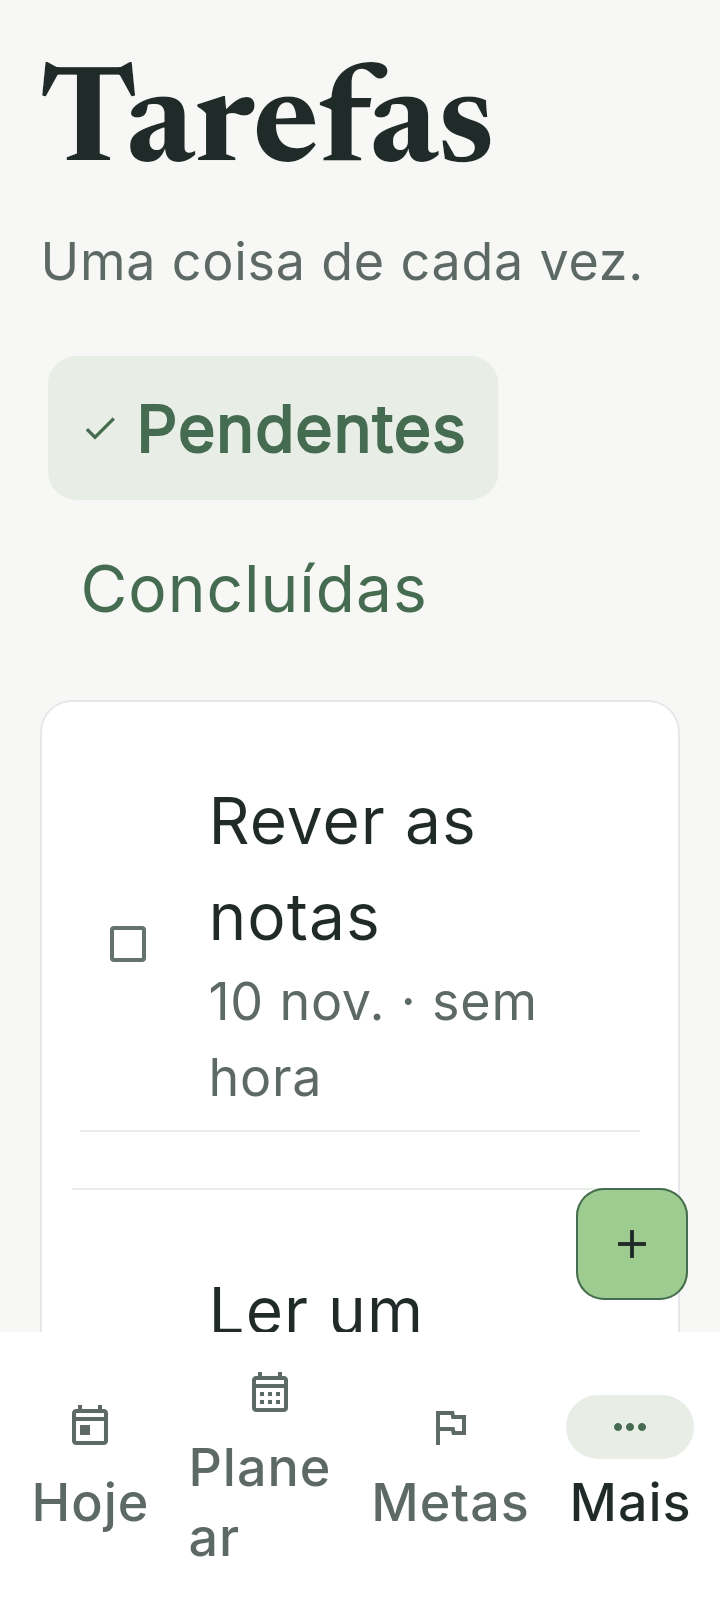 Tarefas
Uma coisa de cada vez.
Pendentes
Concluídas
Rever as
notas
10 nov. · sem
hora
Ler um
Hoje
Plane
ar
Metas
Mais